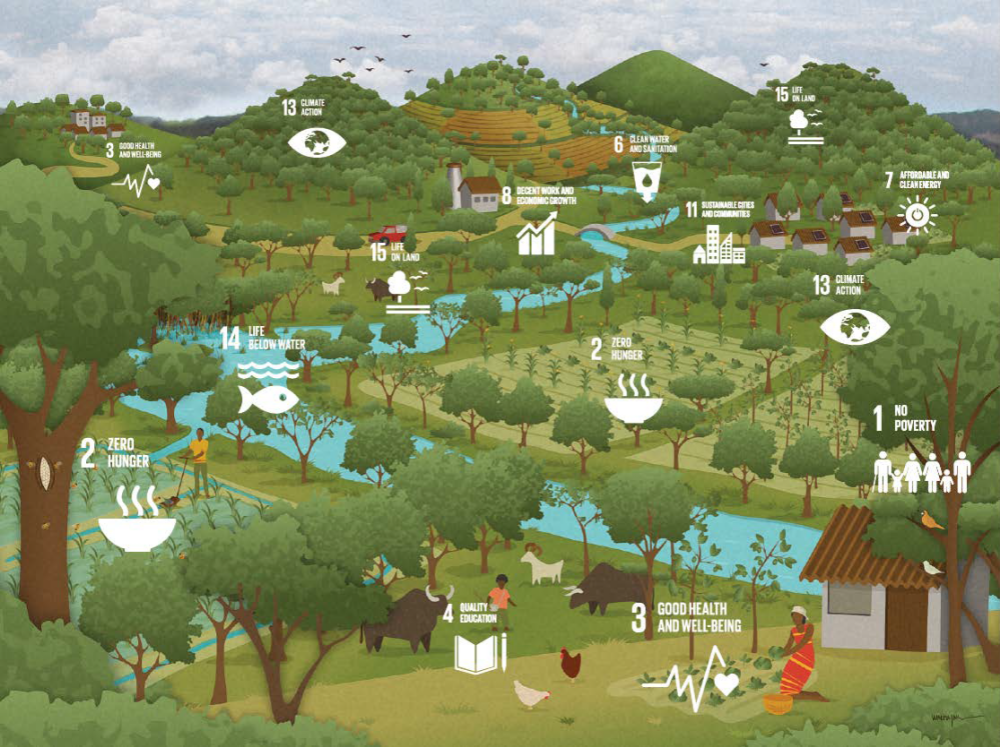 13 CLIMATE
ACTION
15 LIFE
ON LAND
3 GOOD HEALTH
AND WELL-BEING
6 CLEAN WATER
AND SANITATION
7 AFFORDABLE AND
CLEAN ENERGY
8 DECENT WORK AND
ECONOMIC GROWTH
11 SUSTAINABLE CITIES
AND COMMUNITIES
15 LIFE
ON LAND
13 CLIMATE
ACTION
14 LIFE
BELOW WATER
2 ZERO
HUNGER
1 NO
POVERTY
2 ZERO
HUNGER
4 QUALITY
EDUCATION
3 GOOD HEALTH
AND WELL-BEING